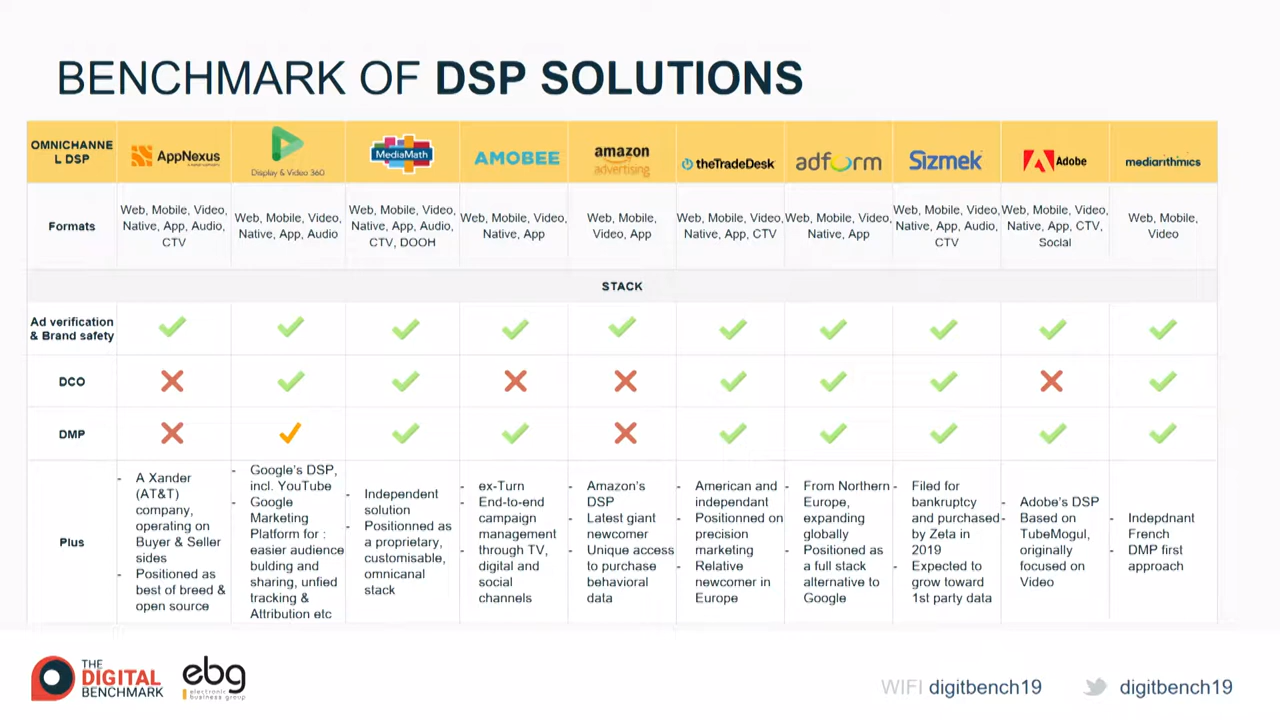 BENCHMARK OF DSP SOLUTIONS
OMNICHANNE
L DSP
AppNexus
Display & Video 360
MediaMath
AMOBEE
amazon
advertising
theTradeDesk
adform
Sizmek
Adobe
mediarithmics
Formats
Web, Mobile, Video,
Native, App, Audio,
CTV
Web, Mobile, Video,
Native, App, Audio
Web, Mobile, Video,
Native, App, Audio,
CTV, DOOH
Web, Mobile, Video,
Native, App
Web, Mobile,
Video, App
Web, Mobile, Video,
Native, App, CTV
Web, Mobile, Video,
Native, App
Web, Mobile, Video,
Native, App, Audio,
CTV
Web, Mobile, Video,
Native, App, CTV,
Social
Web, Mobile,
Video
STACK
Ad verification
& Brand safety
DCO
DMP
Plus
- A Xander
(AT&T)
company,
operating on
Buyer & Seller
sides
- Positioned as
best of breed &
open source
- Google's DSP,
incl. YouTube
- Google
Marketing
Platform for :
easier audience
bulding and
sharing, unfied
tracking &
Attribution etc
- Independent
solution
- Positionned as
a proprietary,
customisable,
omnicanal
stack
- ex-Turn
- End-to-end
campaign
management
through TV,
digital and
social
channels
- Amazon's
DSP
- Latest giant
newcomer
- Unique access
to purchase
behavioral
data
- American and
independant
- Positionned on
precision
marketing
- Relative
newcomer in
Europe
- From Northern
Europe,
expanding
globally
- Positioned as
a full stack
alternative to
Google
- Filed for
bankruptcy
and purchased
by Zeta in
2019
- Expected to
grow toward
1st party data
- Adobe's DSP
- Based on
TubeMogul,
originally
focused on
Video
- Indepdnant
French
- DMP first
approach
THE
DIGITAL
BENCHMARK
ebg
electronic
business group
WIFI digitbench19
digitbench19